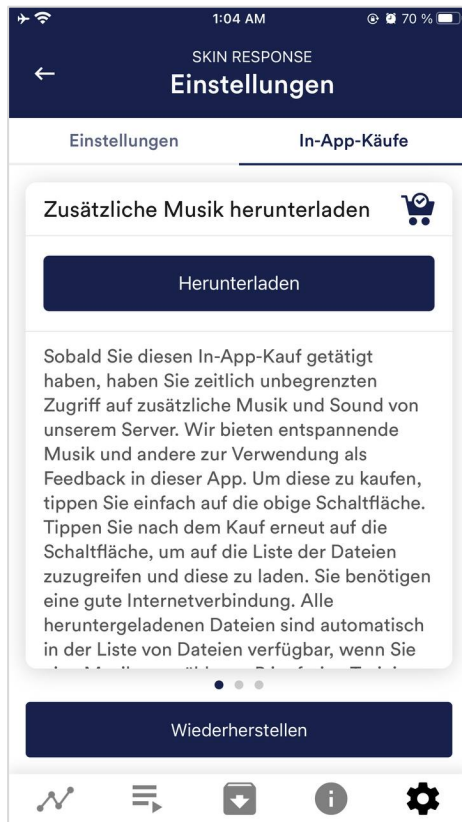 1:04 AM
70 %
SKIN RESPONSE
Einstellungen
Einstellungen
In-App-Käufe
Zusätzliche Musik herunterladen
Herunterladen
Sobald Sie diesen In-App-Kauf getätigt
haben, haben Sie zeitlich unbegrenzten
Zugriff auf zusätzliche Musik und Sound von
unserem Server. Wir bieten entspannende
Musik und andere zur Verwendung als
Feedback in dieser App. Um diese zu kaufen,
tippen Sie einfach auf die obige Schaltfläche.
Tippen Sie nach dem Kauf erneut auf die
Schaltfläche, um auf die Liste der Dateien
zuzugreifen und diese zu laden. Sie benötigen
eine gute Internetverbindung. Alle
heruntergeladenen Dateien sind automatisch
in der Liste von Dateien verfügbar, wenn Sie
Wiederherstellen